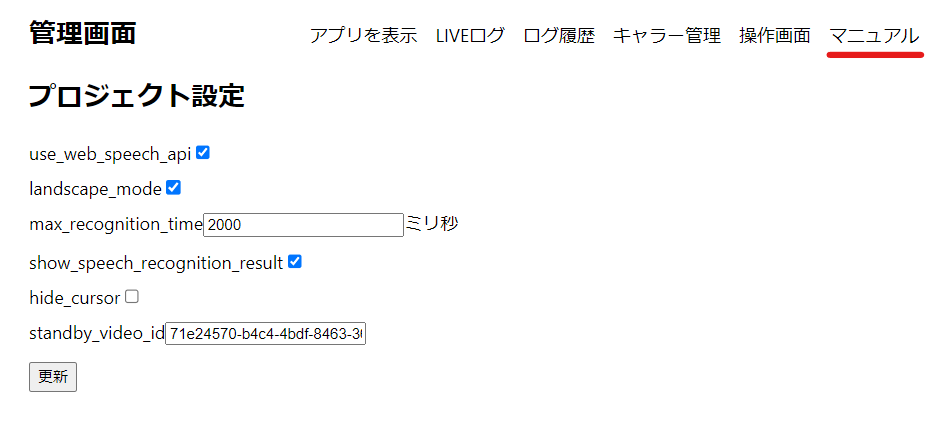 管理画面
アプリを表示 LIVEログ ログ履歴 キャラー管理 操作画面 マニュアル
プロジェクト設定
use_web_speech_api
landscape_mode
max_recognition_time 2000 ミリ秒
show_speech_recognition_result
hide_cursor
standby_video_id 71e24570-b4c4-4bdf-8463-3
更新